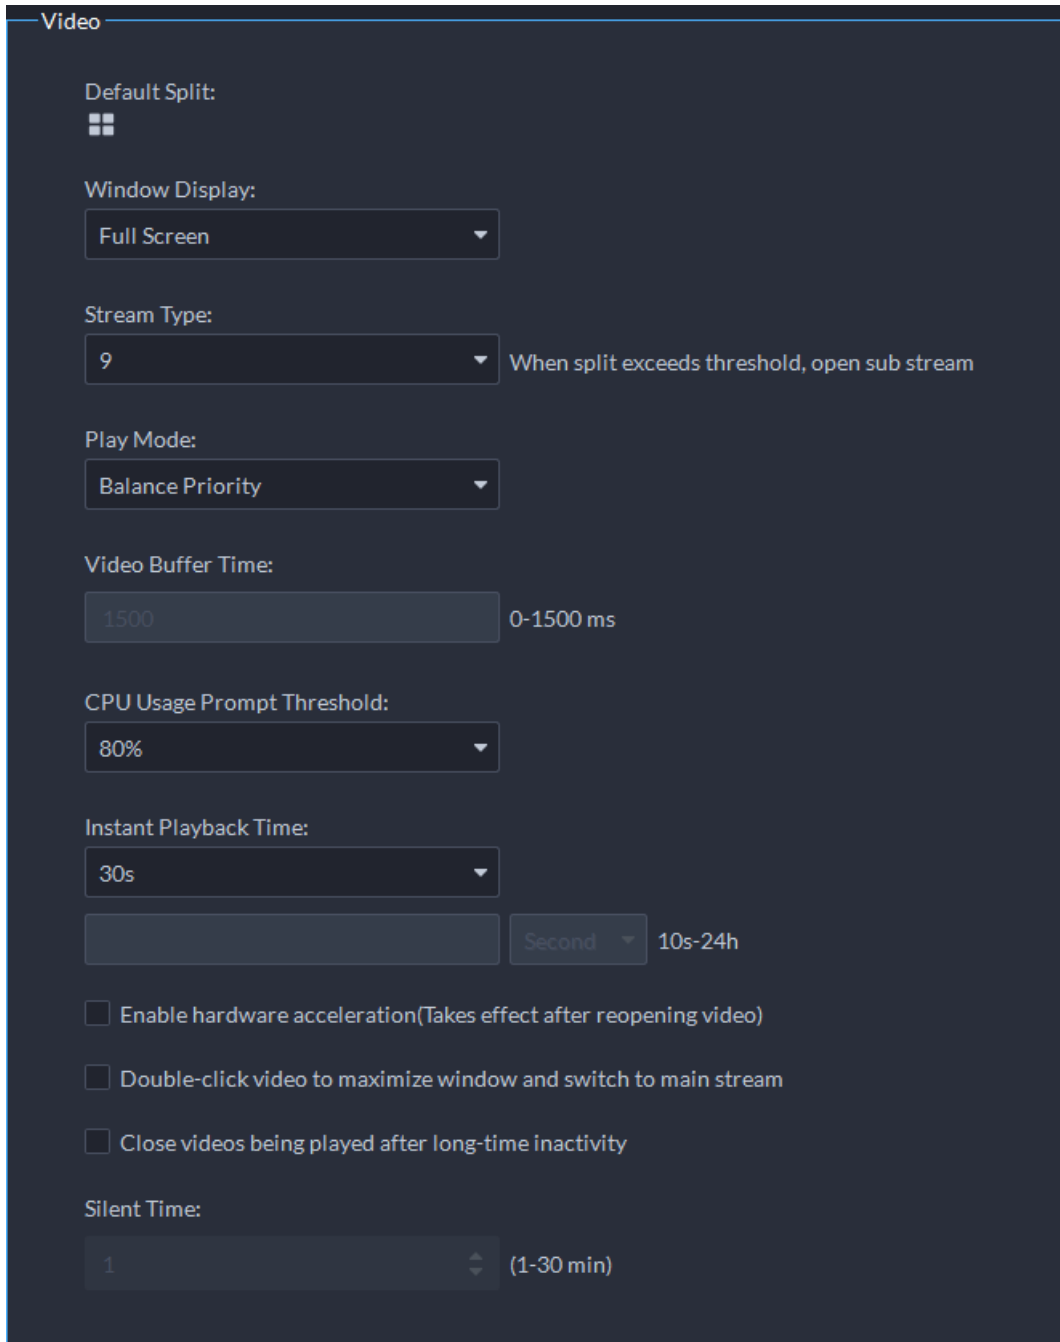 Video
Default Split:
Window Display:
Full Screen
Stream Type:
9
When split exceeds threshold, open sub stream
Play Mode:
Balance Priority
Video Buffer Time:
1500
0-1500 ms
CPU Usage Prompt Threshold:
80%
Instant Playback Time:
30s
Second
10s-24h
Enable hardware acceleration(Takes effect after reopening video)
Double-click video to maximize window and switch to main stream
Close videos being played after long-time inactivity
Silent Time:
1
(1-30 min)